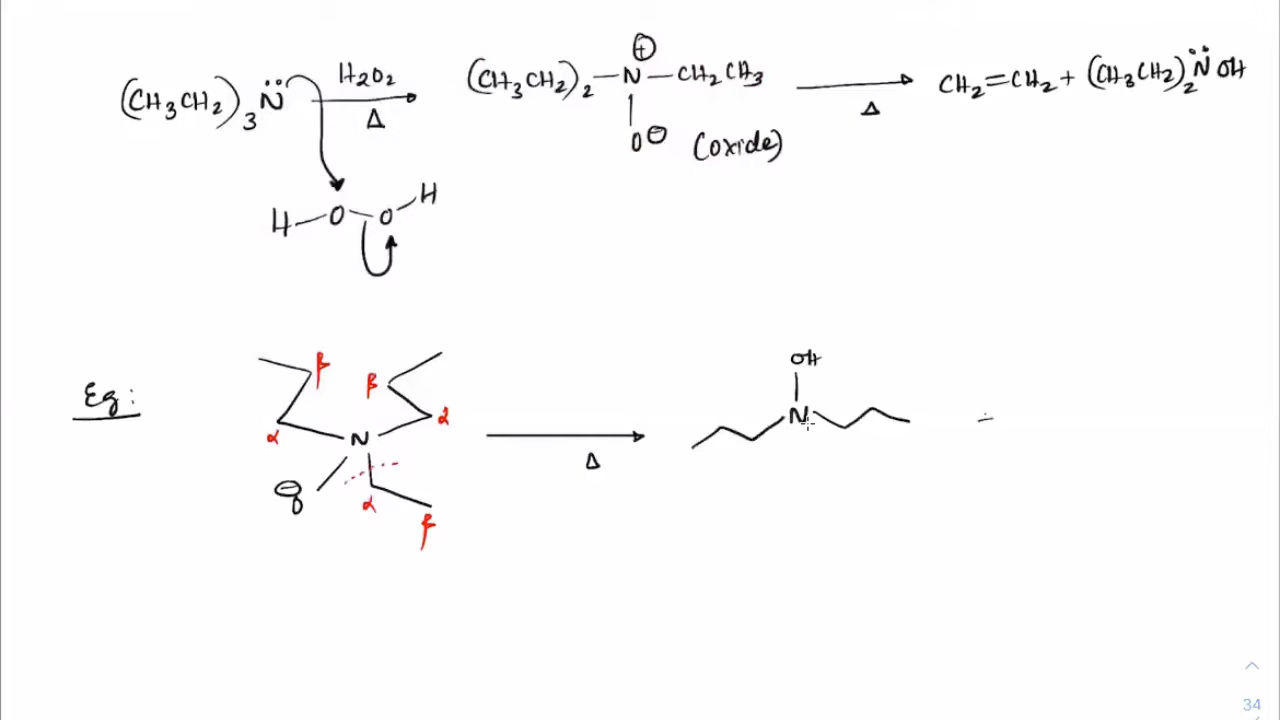 (CH3CH2)3N̈ H2O2 Δ (CH3CH2)2—N—CH2CH3 ⊕ Δ CH2=CH2 + (CH3CH2)2N̈OH
O⊖ (oxide)
H—O—O—H
Eg: β β α N α Δ OH N
⊖O α β
34